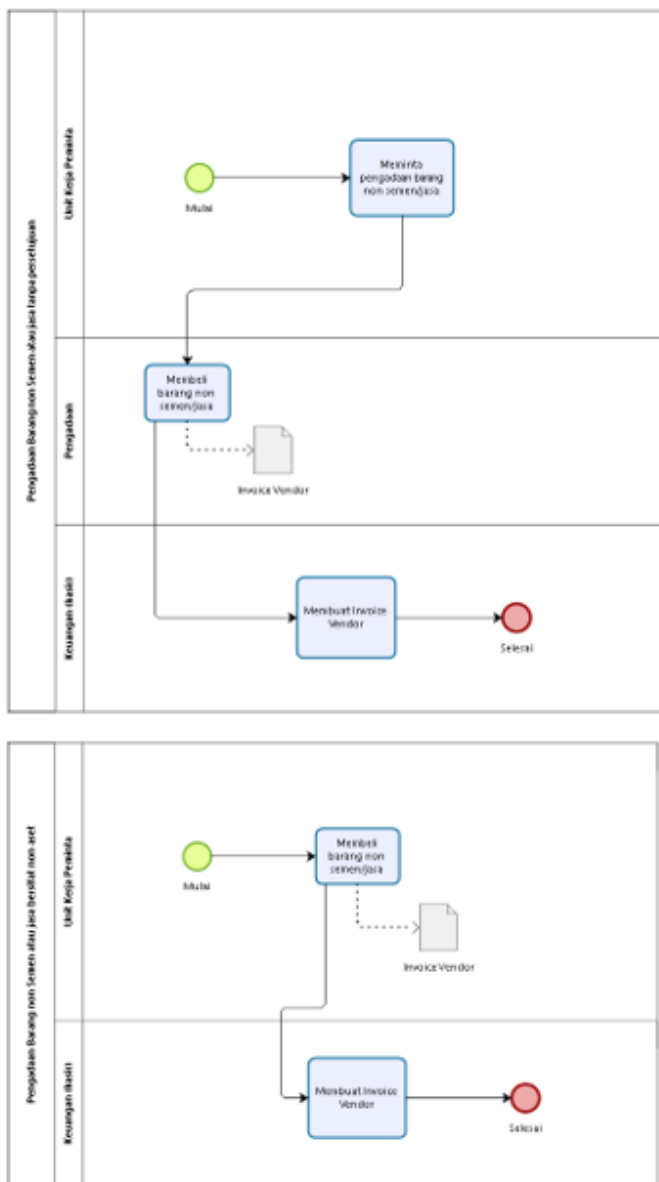 Pengadaan Barang non Semen atau jasa tanpa persetujuan
Unit Kerja Peminta
Mulai
Meminta
pengadaan barang
non semen/jasa
Pengadaan
Membeli
barang non
semen/jasa
Invoice Vendor
Keuangan (Kasir)
Membuat Invoice
Vendor
Selesai
Pengadaan Barang non Semen atau jasa bersifat non aset
Unit Kerja Peminta
Mulai
Membeli
barang non
semen/jasa
Invoice Vendor
Keuangan (Kasir)
Membuat Invoice
Vendor
Selesai